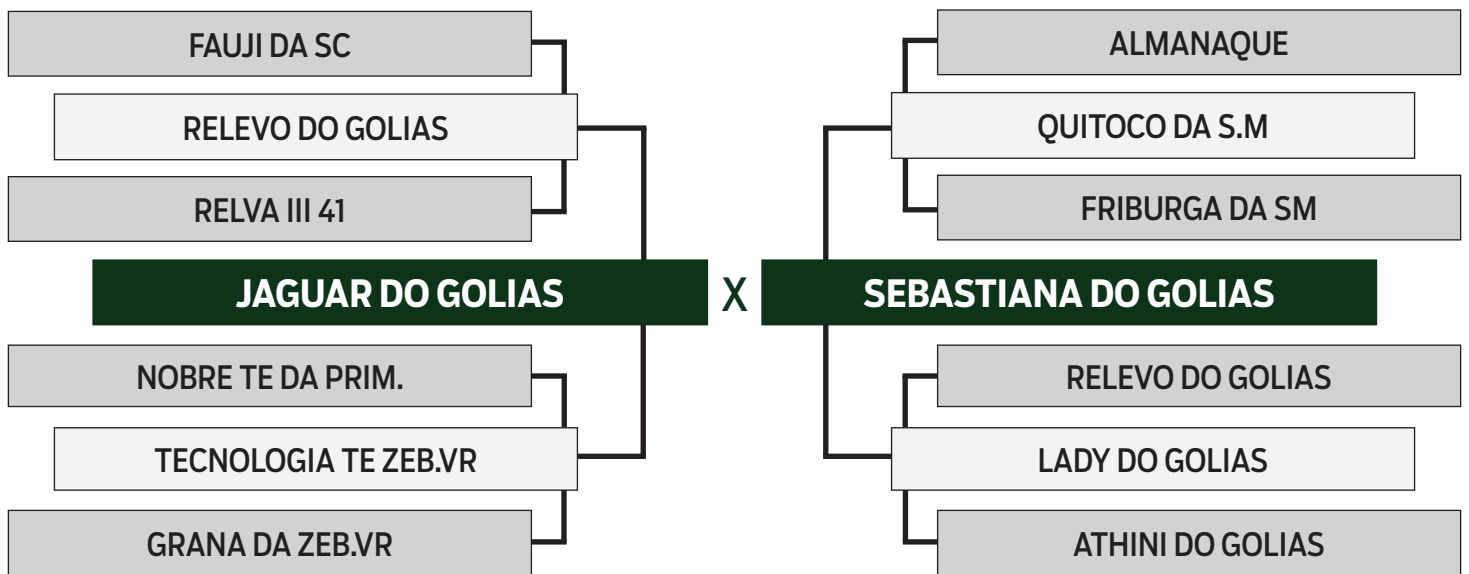 FAUJI DA SC
RELEVO DO GOLIAS
RELVA III 41
JAGUAR DO GOLIAS
NOBRE TE DA PRIM.
TECNOLOGIA TE ZEB.VR
GRANA DA ZEB.VR
X
ALMANAQUE
QUITOCO DA S.M
FRIBURGA DA SM
SEBASTIANA DO GOLIAS
RELEVO DO GOLIAS
LADY DO GOLIAS
ATHINI DO GOLIAS